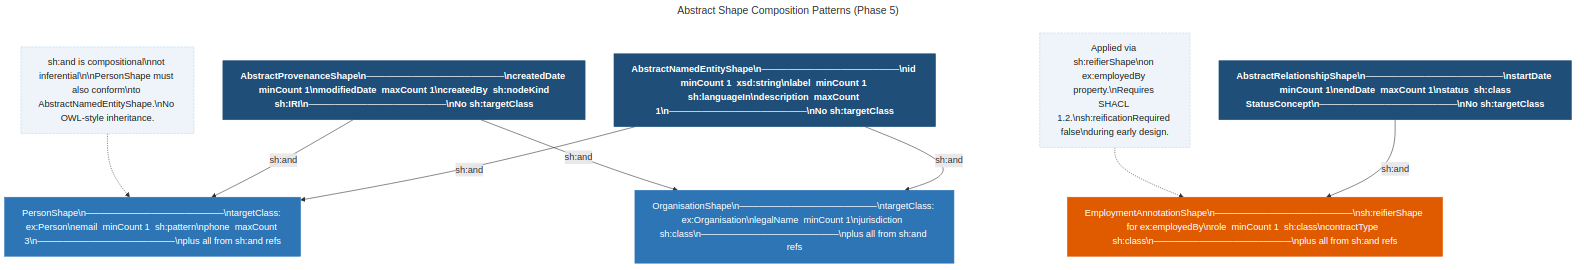 Abstract Shape Composition Patterns (Phase 5)
sh:and is compositional\nnot
inferential\n\nPersonShape must
also conform\nto
AbstractNamedEntityShape.\nNo
OWL-style inheritance.
AbstractProvenanceShape\n────────────────────\ncreatedDate
minCount 1\nmodifiedDate  maxCount 1\ncreatedBy  sh:nodeKind
sh:IRI\n────────────────────\nNo sh:targetClass
AbstractNamedEntityShape\n────────────────────\nid
minCount 1  xsd:string\nlabel  minCount 1
sh:languageIn\ndescription  maxCount
1\n────────────────────\nNo sh:targetClass
Applied via
sh:reifierShape\non
ex:employedBy
property.\nRequires
SHACL
1.2.\nsh:reificationRequired
false\nduring early design.
AbstractRelationshipShape\n────────────────────\nstartDate
minCount 1\nendDate  maxCount 1\nstatus  sh:class
StatusConcept\n────────────────────\nNo sh:targetClass
sh:and
sh:and
sh:and
sh:and
sh:and
PersonShape\n────────────────────\ntargetClass:
ex:Person\nemail  minCount 1  sh:pattern\nphone  maxCount
3\n────────────────────\nplus all from sh:and refs
OrganisationShape\n────────────────────\ntargetClass:
ex:Organisation\nlegalName  minCount 1\njurisdiction
sh:class\n────────────────────\nplus all from sh:and
refs
EmploymentAnnotationShape\n────────────────────\nsh:reifierShape
for ex:employedBy\nrole  minCount 1  sh:class\ncontractType
sh:class\n────────────────────\nplus all from sh:and refs